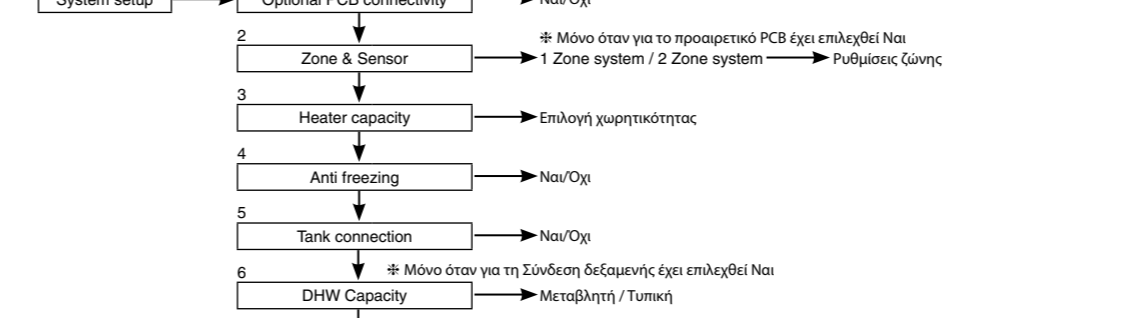 System setup Optional PCB connectivity Ναι/Όχι
2
※ Μόνο όταν για το προαιρετικό PCB έχει επιλεχθεί Ναι
Zone & Sensor 1 Zone system / 2 Zone system Ρυθμίσεις ζώνης
3
Heater capacity Επιλογή χωρητικότητας
4
Anti freezing Ναι/Όχι
5
Tank connection Ναι/Όχι
6
※ Μόνο όταν για τη Σύνδεση δεξαμενής έχει επιλεχθεί Ναι
DHW Capacity Μεταβλητή / Τυπική